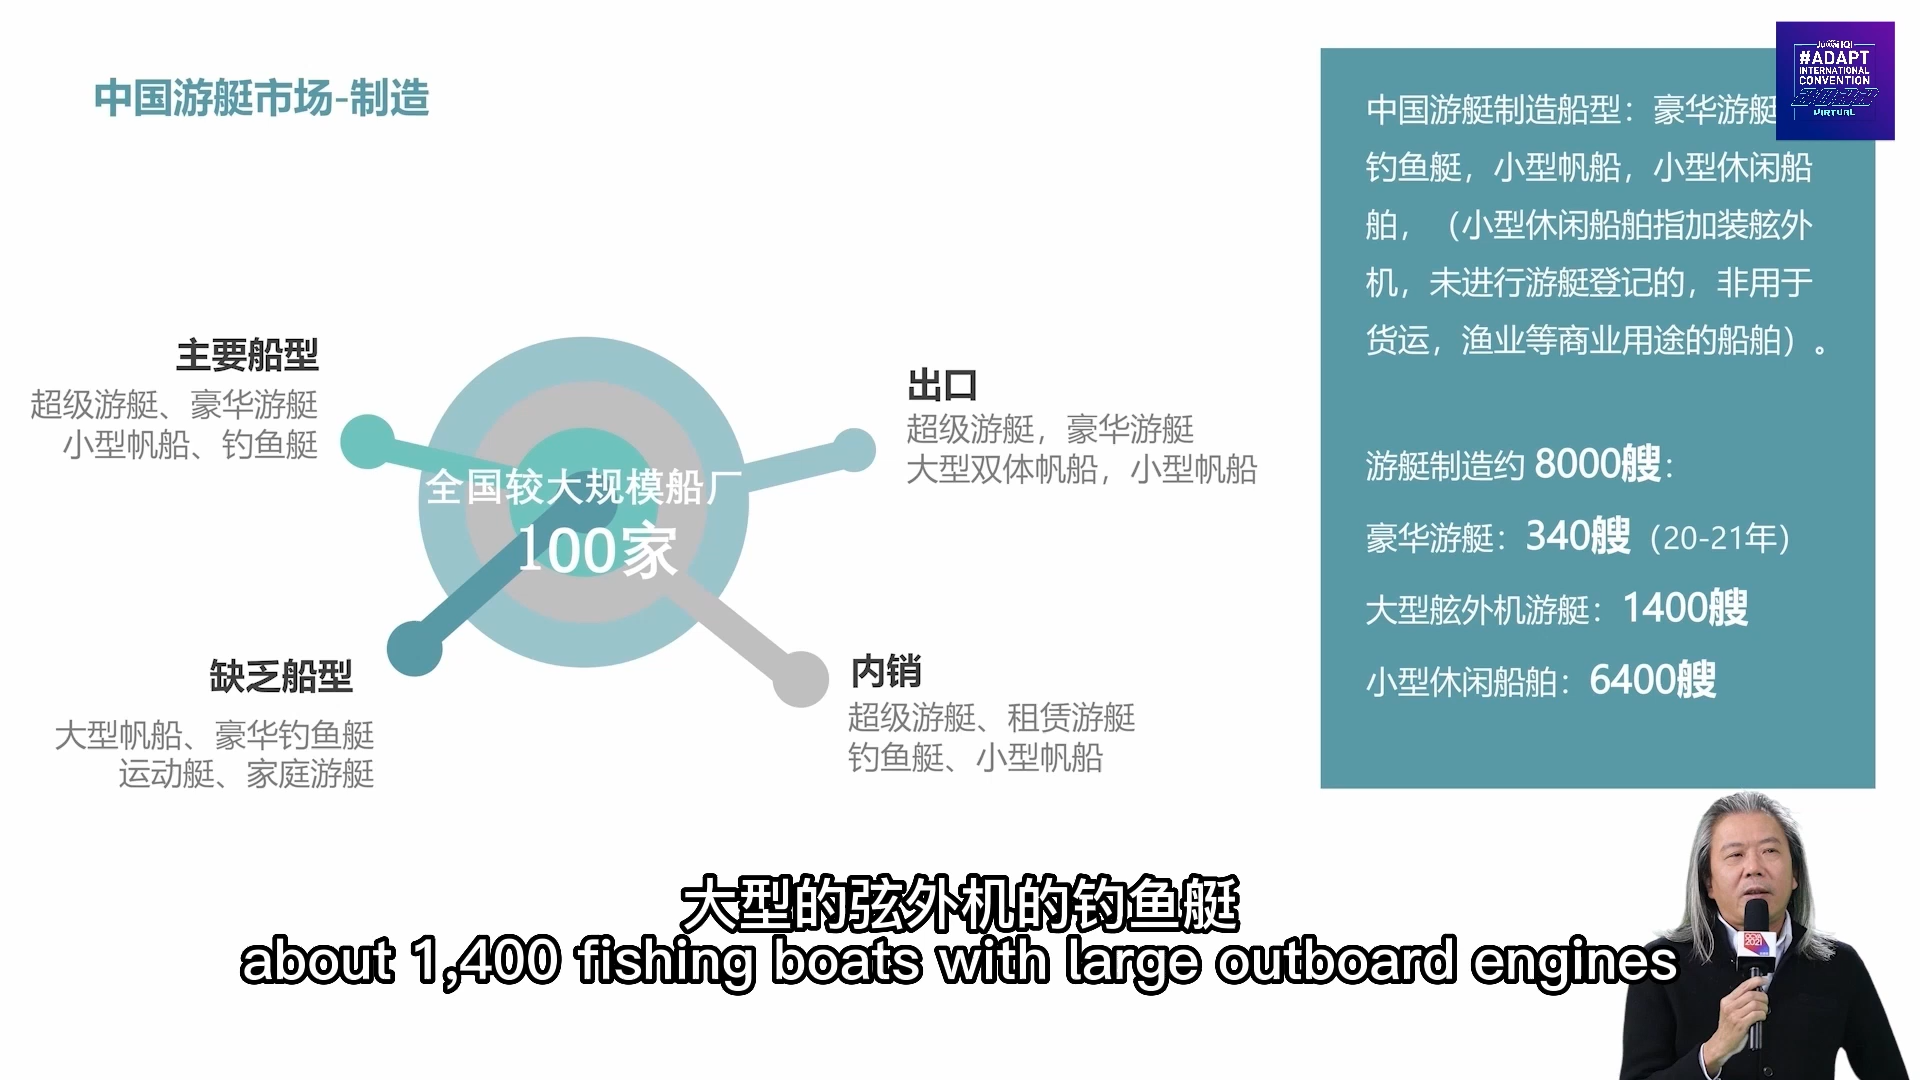 中国游艇市场-制造
#ADAPT
INTERNATIONAL
CONVENTION
2022
VIRTUAL
中国游艇制造船型：豪华游艇
钓鱼艇，小型帆船，小型休闲船
舶，（小型休闲船舶指加装舷外
机，未进行游艇登记的，非用于
货运，渔业等商业用途的船舶）。
游艇制造约 8000艘：
豪华游艇：340艘（20-21年）
大型舷外机游艇：1400艘
小型休闲船舶：6400艘
主要船型
超级游艇、豪华游艇
小型帆船、钓鱼艇
出口
超级游艇，豪华游艇
大型双体帆船，小型帆船
全国较大规模船厂
100家
缺乏船型
大型帆船、豪华钓鱼艇
运动艇、家庭游艇
内销
超级游艇、租赁游艇
钓鱼艇、小型帆船
大型的弦外机的钓鱼艇
about 1,400 fishing boats with large outboard engines
2021